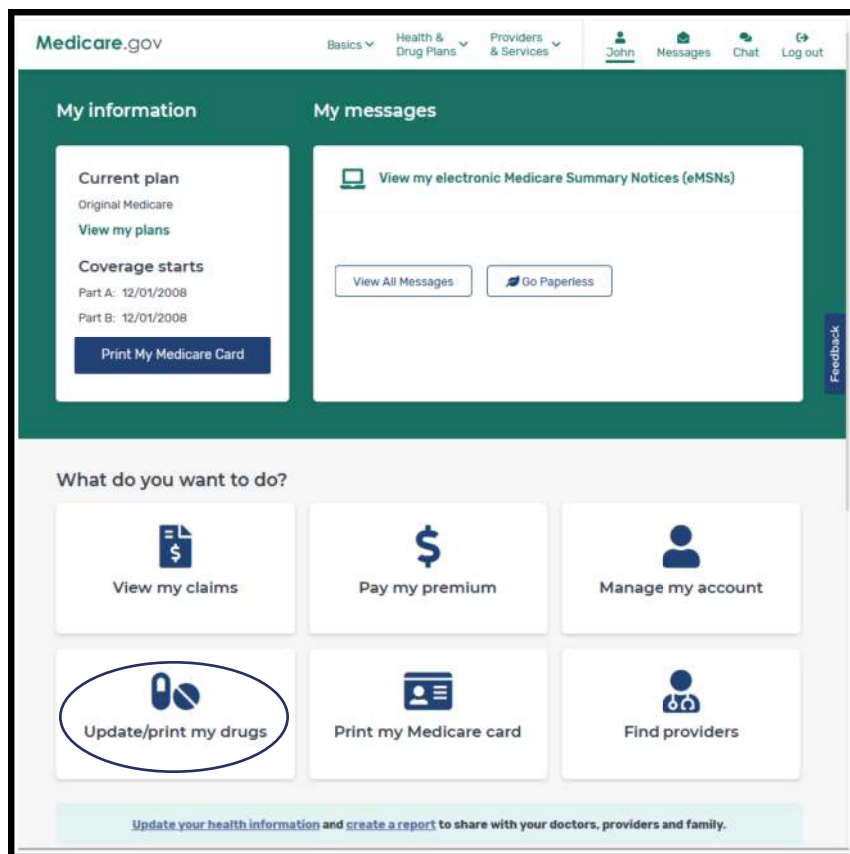 Medicare.gov
Basics
Health & Drug Plans
Providers & Services
John
Messages
Chat
Log out
My information
Current plan
Original Medicare
View my plans
Coverage starts
Part A: 12/01/2008
Part B: 12/01/2008
Print My Medicare Card
My messages
View my electronic Medicare Summary Notices (eMSNs)
View All Messages
Go Paperless
Feedback
What do you want to do?
View my claims
Pay my premium
Manage my account
Update/print my drugs
Print my Medicare card
Find providers
Update your health information and create a report to share with your doctors, providers and family.